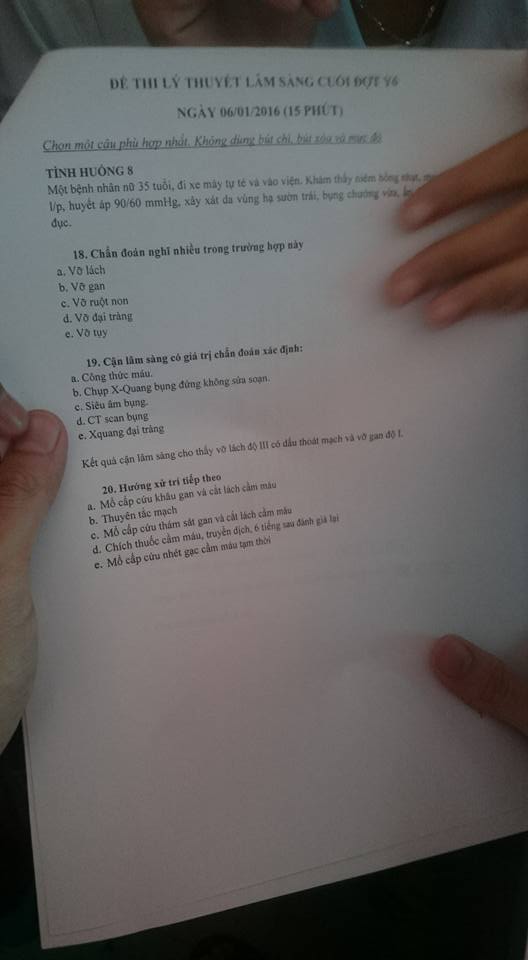 ĐỀ THI LÝ THUYẾT LÂM SÀNG CUỐI ĐỢT Y6
NGÀY 06/01/2016 (15 PHÚT)
Chọn một câu phù hợp nhất. Không dùng bút chì, bút xóa và mực đỏ
TÌNH HUỐNG 8
Một bệnh nhân nữ 35 tuổi, đi xe máy tự té và vào viện. Khám thấy niêm hồng nhạt,
l/p, huyết áp 90/60 mmHg, xây xát da vùng hạ sườn trái, bụng chướng vừa, ấn
đục.
18. Chẩn đoán nghĩ nhiều trong trường hợp này
a. Vỡ lách
b. Vỡ gan
c. Vỡ ruột non
d. Vỡ đại tràng
e. Vỡ tụy
19. Cận lâm sàng có giá trị chẩn đoán xác định:
a. Công thức máu.
b. Chụp X-Quang bụng đứng không sửa soạn.
c. Siêu âm bụng.
d. CT scan bụng
e. Xquang đại tràng
Kết quả cận lâm sàng cho thấy vỡ lách độ III có dấu thoát mạch và vỡ gan độ I.
20. Hướng xử trí tiếp theo
a. Mổ cấp cứu khâu gan và cắt lách cầm máu
b. Thuyên tắc mạch
c. Mổ cấp cứu thám sát gan và cắt lách cầm máu
d. Chích thuốc cầm máu, truyền dịch, 6 tiếng sau đánh giá lại
e. Mổ cấp cứu nhét gạc cầm máu tạm thời